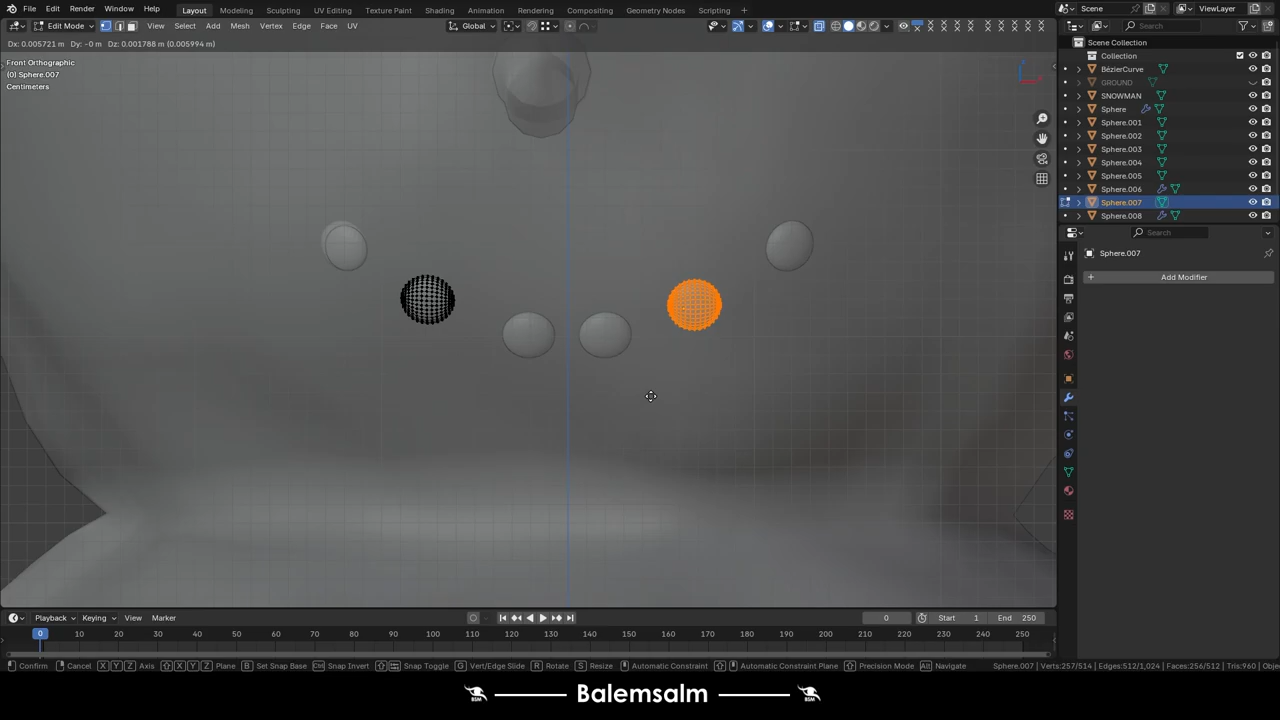 File Edit Render Window Help Layout Modeling Sculpting UV Editing Texture Paint Shading Animation Rendering Compositing Geometry Nodes Scripting + Scene ViewLayer
Edit Mode View Select Add Mesh Vertex Edge Face UV Global Search
Dx: 0.005721 m Dy: -0 m Dz: 0.001788 m (0.005994 m)
Front Orthographic
(0) Sphere.007
Centimeters
Scene Collection
Collection
BézierCurve
GROUND
SNOWMAN
Sphere
Sphere.001
Sphere.002
Sphere.003
Sphere.004
Sphere.005
Sphere.006
Sphere.007
Sphere.008
Search
Sphere.007
+ Add Modifier
Playback Keying View Marker 0 Start 1 End 250
0 10 20 30 40 50 60 70 80 90 100 110 120 130 140 150 160 170 180 190 200 210 220 230 240 250
Confirm Cancel X Y Z Axis X Y Z Plane B Set Snap Base Ctrl Snap Invert Snap Toggle G Vert/Edge Slide R Rotate S Resize Automatic Constraint Automatic Constraint Plane Precision Mode Alt Navigate Sphere.007 | Verts:257/514 | Edges:512/1,024 | Faces:256/512 | Tris:960 | Obje
BSM Balemsalm BSM